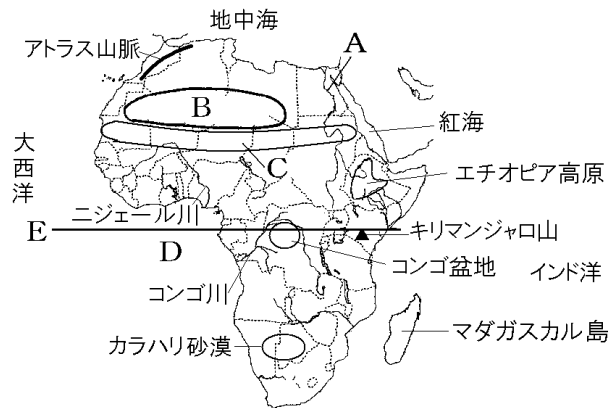 地中海
アトラス山脈
A
B
紅海
大西洋
C
エチオピア高原
ニジェール川
E
D
キリマンジャロ山
コンゴ盆地
インド洋
コンゴ川
マダガスカル島
カラハリ砂漠